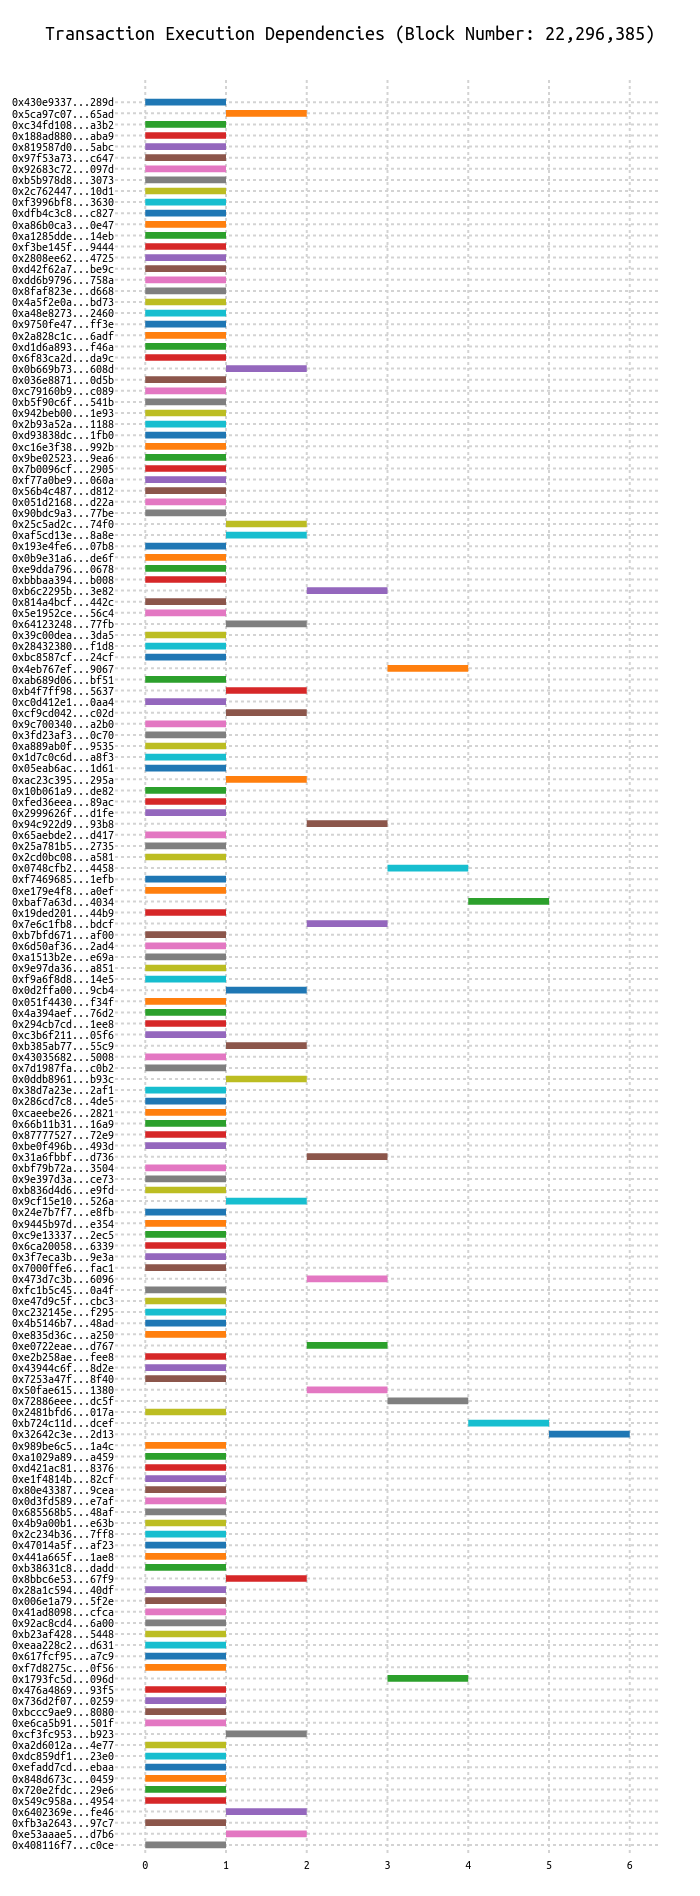 Transaction Execution Dependencies (Block Number: 22,296,385)
0x430e9337...289d
0x5ca97c07...65ad
0xc34fd108...a3b2
0x188ad880...aba9
0x819587d0...5abc
0x97f53a73...c647
0x92683c72...097d
0xb5b978d8...3073
0x2c762447...10d1
0xf3996bf8...3630
0xdfb4c3c8...c827
0xa86b0ca3...0e47
0xa1285dde...14eb
0xf3be145f...9444
0x2808ee62...4725
0xd42f62a7...be9c
0xdd6b9796...758a
0x8faf823e...d668
0x4a5f2e0a...bd73
0xa48e8273...2460
0x9750fe47...ff3e
0x2a828c1c...6adf
0xd1d6a893...f46a
0x6f83ca2d...da9c
0x0b669b73...608d
0x036e8871...0d5b
0xc79160b9...c089
0xb5f90c6f...541b
0x942beb00...1e93
0x2b93a52a...1188
0xd93838dc...1fb0
0xc16e3f38...992b
0x9be02523...9ea6
0x7b0096cf...2905
0xf77a0be9...060a
0x56b4c487...d812
0x051d2168...d22a
0x90bdc9a3...77be
0x25c5ad2c...74f0
0xaf5cd13e...8a8e
0x193e4fe6...07b8
0x0b9e31a6...de6f
0xe9dda796...0678
0xbbbaa394...b008
0xb6c2295b...3e82
0x814a4bcf...442c
0x5e1952ce...56c4
0x64123248...77fb
0x39c00dea...3da5
0x28432380...f1d8
0xbc8587cf...24cf
0x4eb767ef...9067
0xab689d06...bf51
0xb4f7ff98...5637
0xc0d412e1...0aa4
0xcf9cd042...c02d
0x9c700340...a2b0
0x3fd23af3...0c70
0xa889ab0f...9535
0x1d7c0c6d...a8f3
0x05eab6ac...1d61
0xac23c395...295a
0x10b061a9...de82
0xfed36eea...89ac
0x2999626f...d1fe
0x94c922d9...93b8
0x65aebde2...d417
0x25a781b5...2735
0x2cd0bc08...a581
0x0748cfb2...4458
0xf7469685...1efb
0xe179e4f8...a0ef
0xbaf7a63d...4034
0x19ded201...44b9
0x7e6c1fb8...bdcf
0xb7bfd671...af00
0x6d50af36...2ad4
0xa1513b2e...e69a
0x9e97da36...a851
0xf9a6f8d8...14e5
0x0d2ffa00...9cb4
0x051f4430...f34f
0x4a394aef...76d2
0x294cb7cd...1ee8
0xc3b6f211...05f6
0xb385ab77...55c9
0x43035682...5008
0x7d1987fa...c0b2
0x0ddb8961...b93c
0x38d7a23e...2af1
0x286cd7c8...4de5
0xcaeebe26...2821
0x66b11b31...16a9
0x87777527...72e9
0xbe0f496b...493d
0x31a6fbbf...d736
0xbf79b72a...3504
0x9e397d3a...ce73
0xb836d4d6...e9fd
0x9cf15e10...526a
0x24e7b7f7...e8fb
0x9445b97d...e354
0xc9e13337...2ec5
0x6ca20058...6339
0x3f7eca3b...9e3a
0x7000ffe6...fac1
0x473d7c3b...6096
0xfc1b5c45...0a4f
0xe47d9c5f...cbc3
0xc232145e...f295
0x4b5146b7...48ad
0xe835d36c...a250
0xe0722eae...d767
0xe2b258ae...fee8
0x43944c6f...8d2e
0x7253a47f...8f40
0x50fae615...1380
0x72886eee...dc5f
0x2481bfd6...017a
0xb724c11d...dcef
0x32642c3e...2d13
0x989be6c5...1a4c
0xa1029a89...a459
0xd421ac81...8376
0xe1f4814b...82cf
0x80e43387...9cea
0x0d3fd589...e7af
0x685568b5...48af
0x4b9a00b1...e63b
0x2c234b36...7ff8
0x47014a5f...af23
0x441a665f...1ae8
0xb38631c8...dadd
0x8bbc6e53...67f9
0x28a1c594...40df
0x006e1a79...5f2e
0x41ad8098...cfca
0x92ac8cd4...6a00
0xb23af428...5448
0xeaa228c2...d631
0x617fcf95...a7c9
0xf7d8275c...0f56
0x1793fc5d...096d
0x476a4869...93f5
0x736d2f07...0259
0xbccc9ae9...8080
0xe6ca5b91...501f
0xcf3fc953...b923
0xa2d6012a...4e77
0xdc859df1...23e0
0xefadd7cd...ebaa
0x848d673c...0459
0x720e2fdc...29e6
0x549c958a...4954
0x6402369e...fe46
0xfb3a2643...97c7
0xe53aaae5...d7b6
0x408116f7...c0ce
0 1 2 3 4 5 6